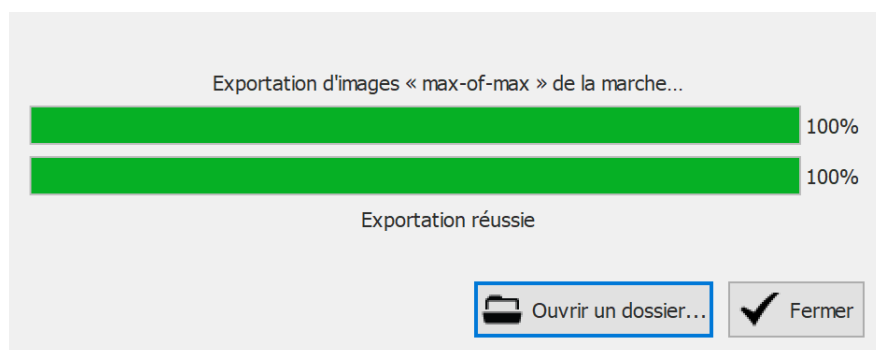 Exportation d'images « max-of-max » de la marche...
100%
100%
Exportation réussie
Ouvrir un dossier...
Fermer